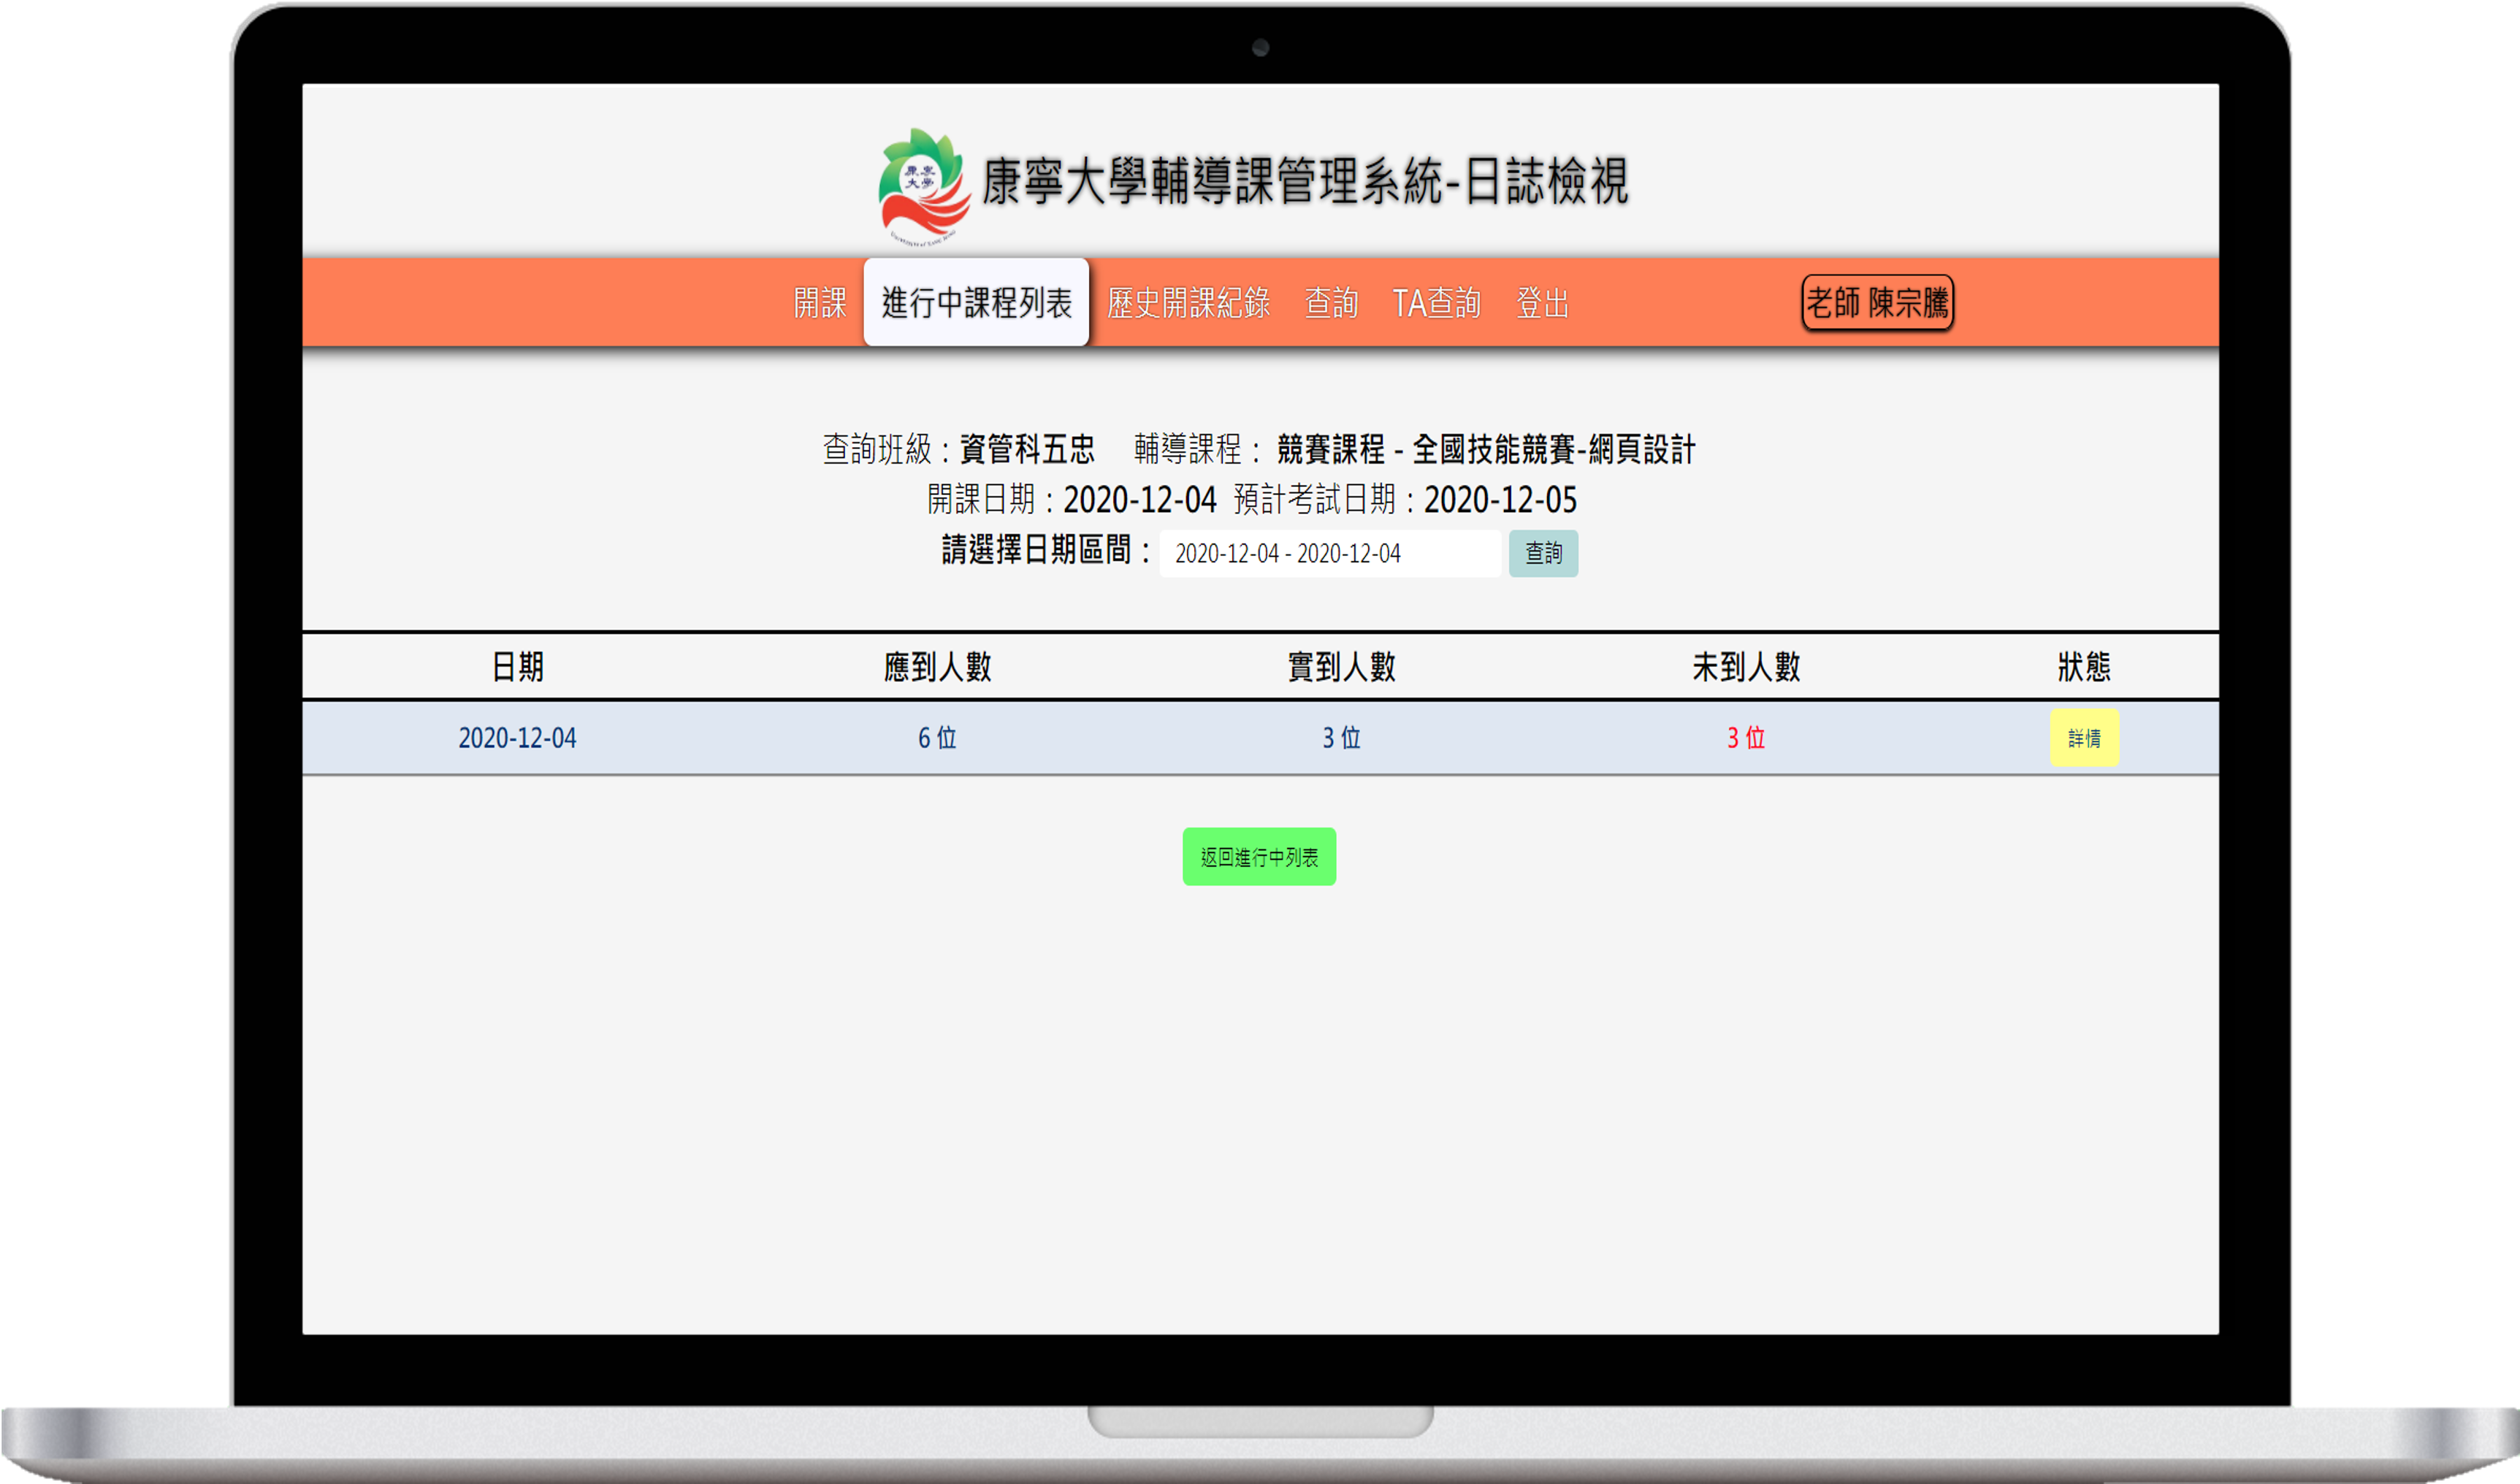 康寧大學
康寧大學輔導課管理系統-日誌檢視
開課 進行中課程列表 歷史開課紀錄 查詢 TA查詢 登出 老師 陳宗騰
查詢班級：資管科五忠 輔導課程： 競賽課程 - 全國技能競賽-網頁設計
開課日期：2020-12-04 預計考試日期：2020-12-05
請選擇日期區間： 2020-12-04 - 2020-12-04 查詢
日期 應到人數 實到人數 未到人數 狀態
2020-12-04 6 位 3 位 3 位 詳情
返回進行中列表